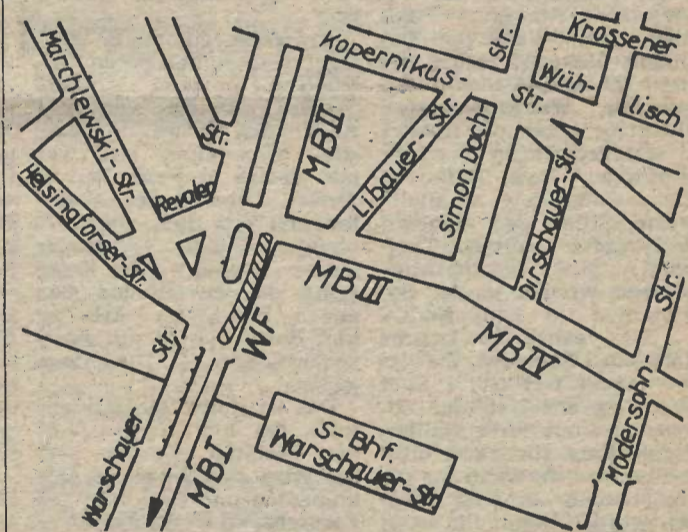 Krossener
Str.
Kopernikus-
Str.
Wüh-
lisch
Marchlewski-Str.
Str.
MBII
Libauer-Str.
Simon Dach-
Dirschauer-Str.
Revaler
Helsingforser-Str.
MBIII
MBIV
Str.
Modersohn-
WF
Str.
Warschauer
MBI
S-Bhf.
Warschauer-Str